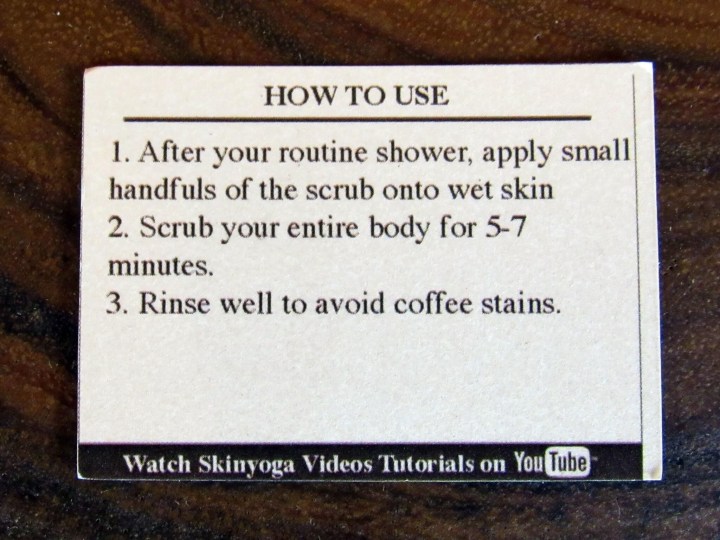 HOW TO USE
1. After your routine shower, apply small
handfuls of the scrub onto wet skin
2. Scrub your entire body for 5-7
minutes.
3. Rinse well to avoid coffee stains.
Watch Skinyoga Videos Tutorials on YouTube